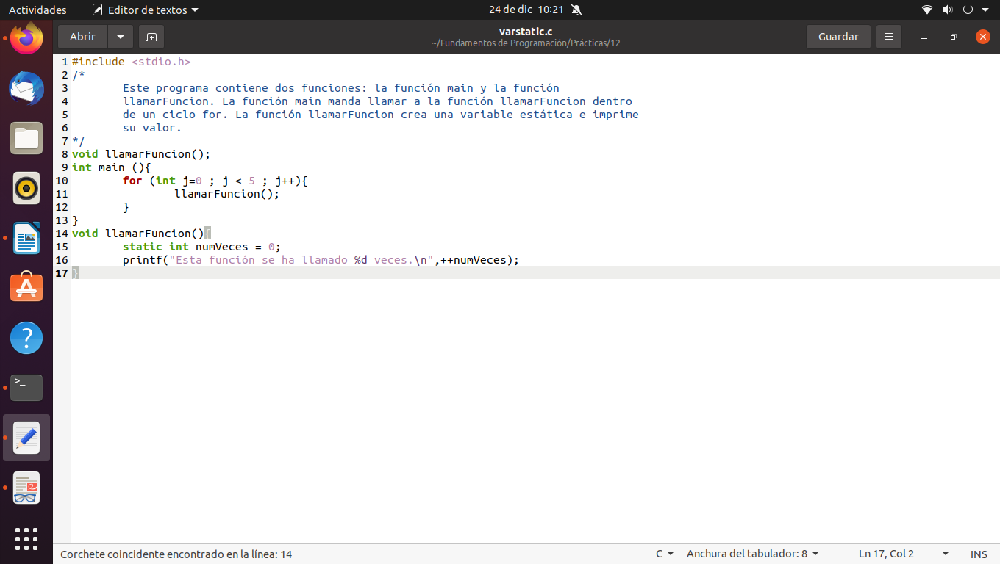 Actividades Editor de textos 24 de dic 10:21
Abrir varstatic.c Guardar
~/Fundamentos de Programación/Prácticas/12
1 #include <stdio.h>
2 /*
3 Este programa contiene dos funciones: la función main y la función
4 llamarFuncion. La función main manda llamar a la función llamarFuncion dentro
5 de un ciclo for. La función llamarFuncion crea una variable estática e imprime
6 su valor.
7 */
8 void llamarFuncion();
9 int main (){
10 for (int j=0 ; j < 5 ; j++){
11 llamarFuncion();
12 }
13 }
14 void llamarFuncion(){
15 static int numVeces = 0;
16 printf("Esta función se ha llamado %d veces.\n",++numVeces);
17 }
Corchete coincidente encontrado en la línea: 14 C Anchura del tabulador: 8 Ln 17, Col 2 INS